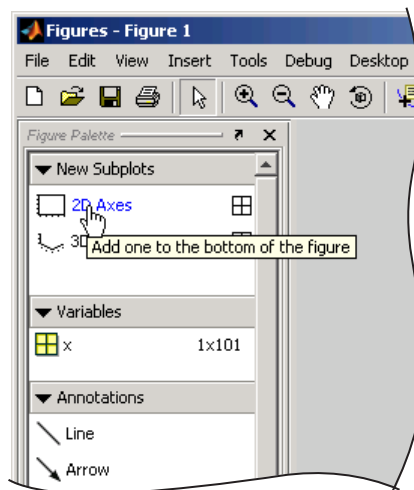 Figures - Figure 1
File Edit View Insert Tools Debug Desktop
Figure Palette
New Subplots
2D Axes
3D
Add one to the bottom of the figure
Variables
x 1x101
Annotations
Line
Arrow